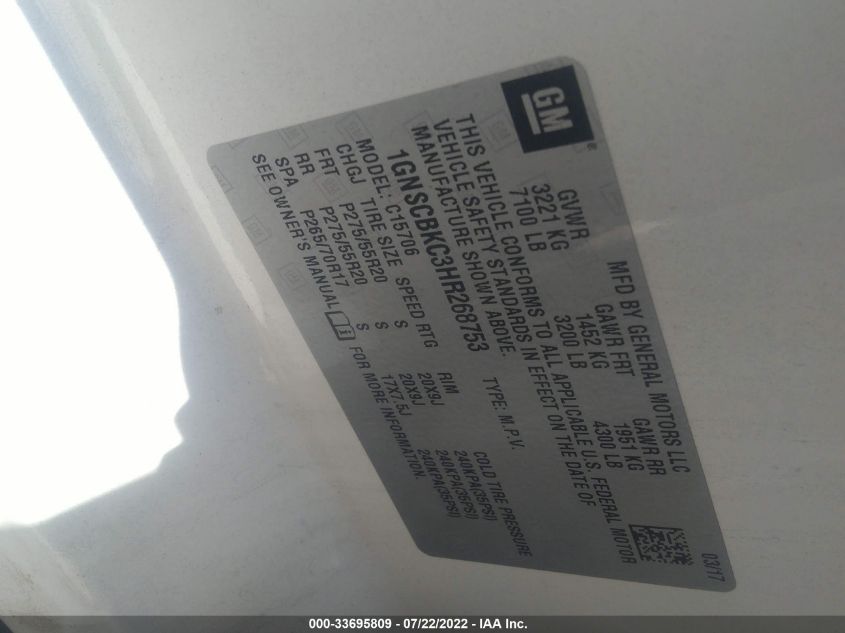 GM
MFD BY GENERAL MOTORS LLC
03/17
GVWR GAWR FRT GAWR RR
3221 KG 1452 KG 1951 KG
7100 LB 3200 LB 4300 LB
THIS VEHICLE CONFORMS TO ALL APPLICABLE U.S. FEDERAL MOTOR
VEHICLE SAFETY STANDARDS IN EFFECT ON THE DATE OF
MANUFACTURE SHOWN ABOVE.
1GNSCBKC3HR268753 TYPE: M.P.V.
MODEL: C15706
CHGJ TIRE SIZE SPEED RTG RIM COLD TIRE PRESSURE
FRT P275/55R20 S 20X9J 240KPA(35PSI)
RR P275/55R20 S 20X9J 240KPA(35PSI)
SPA P265/70R17 S 17X7.5J 240KPA(35PSI)
SEE OWNER'S MANUAL FOR MORE INFORMATION.
000-33695809 - 07/22/2022 - IAA Inc.